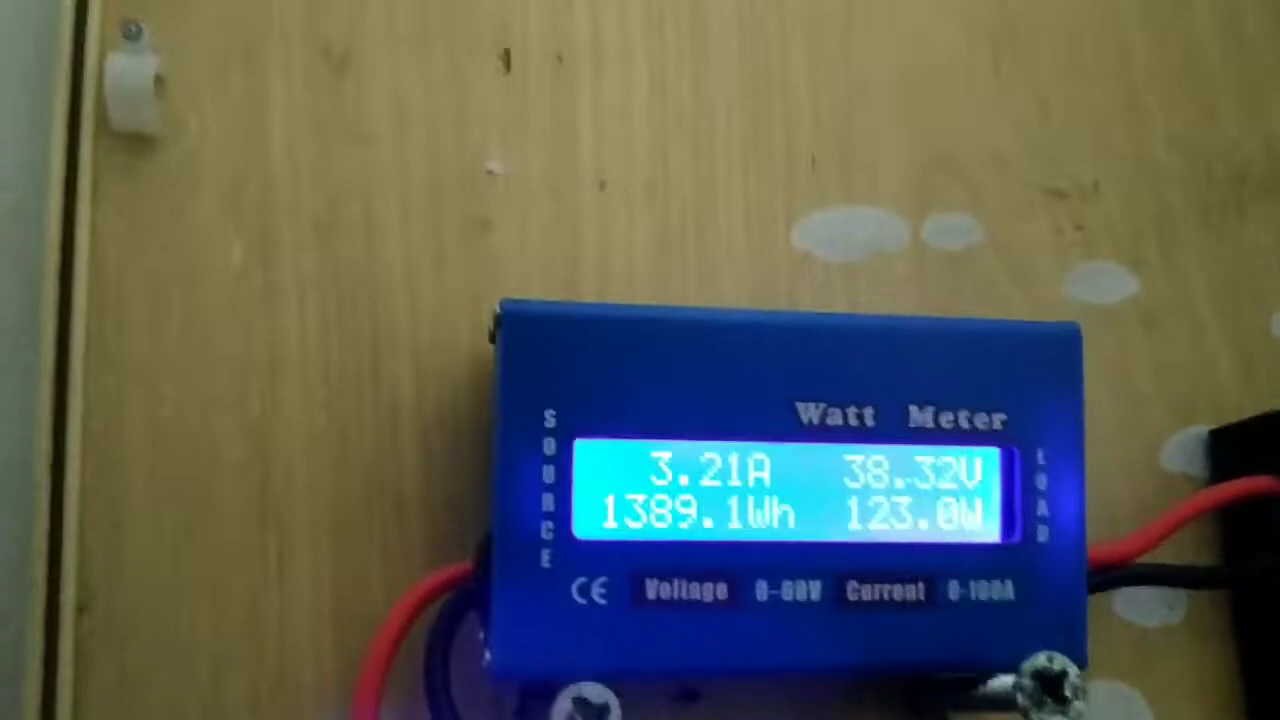 Watt Meter
SOURCE
3.21A 38.32V
1389.1Wh 123.0W
LOAD
CE Voltage 0-60V Current 0-100A